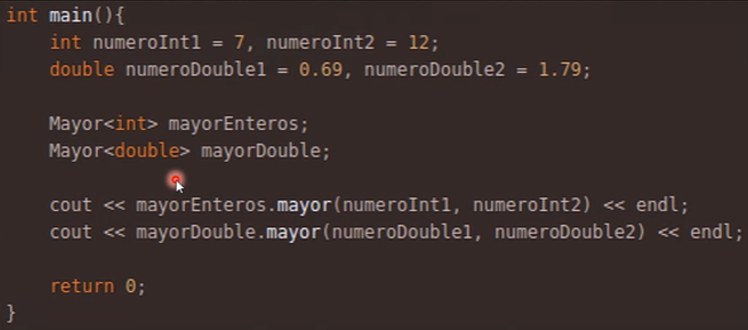 int main(){
    int numeroInt1 = 7, numeroInt2 = 12;
    double numeroDouble1 = 0.69, numeroDouble2 = 1.79;
    Mayor<int> mayorEnteros;
    Mayor<double> mayorDouble;
    cout << mayorEnteros.mayor(numeroInt1, numeroInt2) << endl;
    cout << mayorDouble.mayor(numeroDouble1, numeroDouble2) << endl;
    return 0;
}